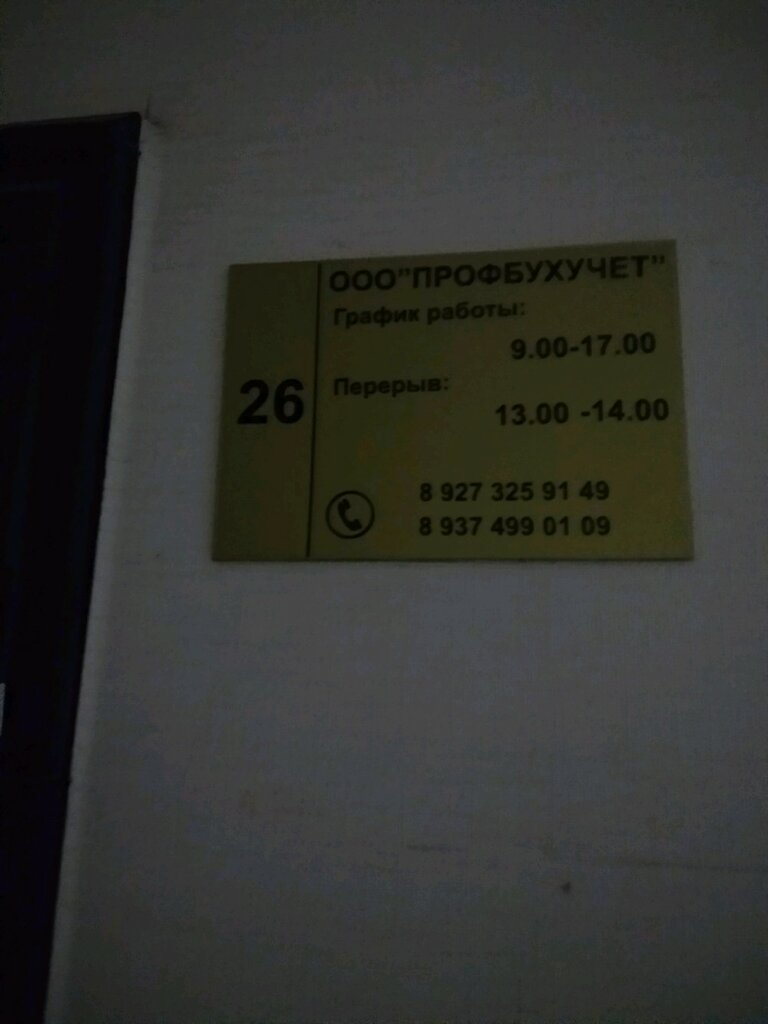 26
ООО"ПРОФБУХУЧЕТ"
График работы:
9.00-17.00
Перерыв:
13.00 -14.00
8 927 325 91 49
8 937 499 01 09